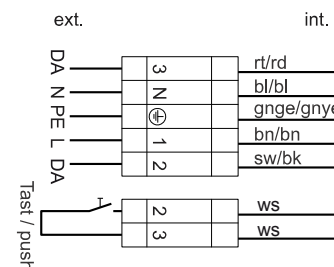 ext. int.
DA 3 rt/rd
N N bl/bl
PE gnge/gnye
L 1 bn/bn
DA 2 sw/bk
Tast / push
2 ws
3 ws